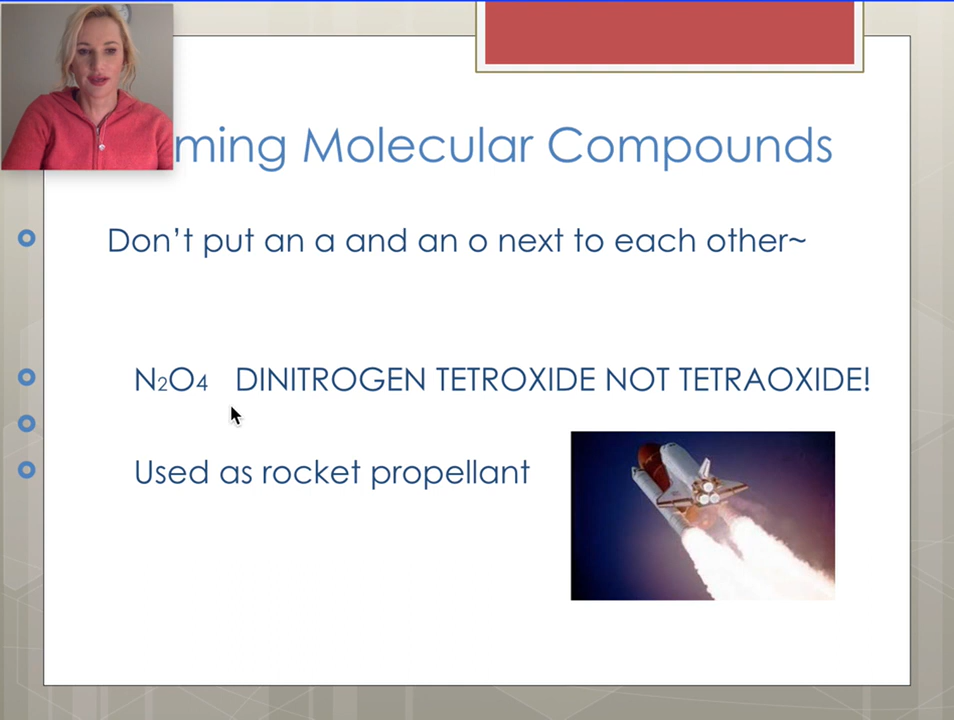 ming Molecular Compounds
Don’t put an a and an o next to each other~
N₂O₄ DINITROGEN TETROXIDE NOT TETRAOXIDE!
Used as rocket propellant